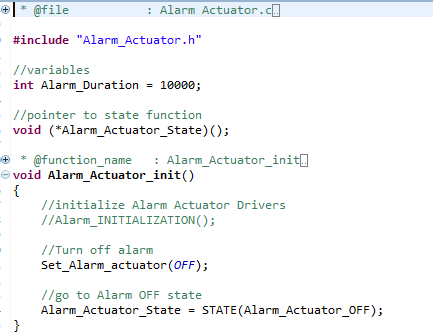 * @file : Alarm Actuator.c
#include "Alarm_Actuator.h"
//variables
int Alarm_Duration = 10000;
//pointer to state function
void (*Alarm_Actuator_State)();
* @function_name : Alarm_Actuator_init
void Alarm_Actuator_init()
{
//initialize Alarm Actuator Drivers
//Alarm_INITIALIZATION();
//Turn off alarm
Set_Alarm_actuator(OFF);
//go to Alarm OFF state
Alarm_Actuator_State = STATE(Alarm_Actuator_OFF);
}